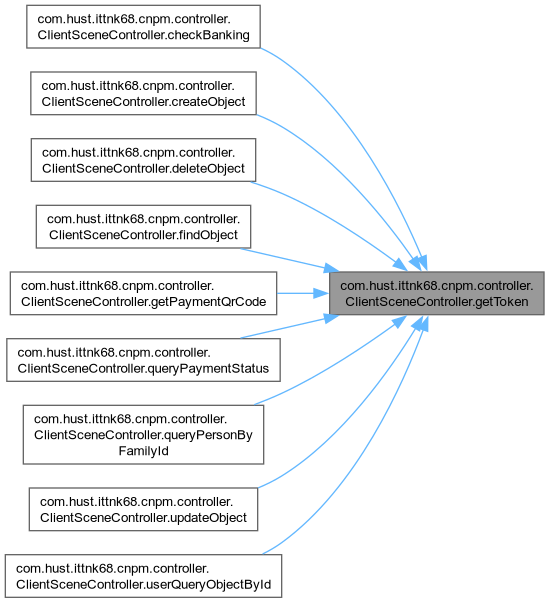 com.hust.ittnk68.cnpm.controller.
ClientSceneController.checkBanking
com.hust.ittnk68.cnpm.controller.
ClientSceneController.createObject
com.hust.ittnk68.cnpm.controller.
ClientSceneController.deleteObject
com.hust.ittnk68.cnpm.controller.
ClientSceneController.findObject
com.hust.ittnk68.cnpm.controller.
ClientSceneController.getPaymentQrCode
com.hust.ittnk68.cnpm.controller.
ClientSceneController.getToken
com.hust.ittnk68.cnpm.controller.
ClientSceneController.queryPaymentStatus
com.hust.ittnk68.cnpm.controller.
ClientSceneController.queryPersonBy
FamilyId
com.hust.ittnk68.cnpm.controller.
ClientSceneController.updateObject
com.hust.ittnk68.cnpm.controller.
ClientSceneController.userQueryObjectById